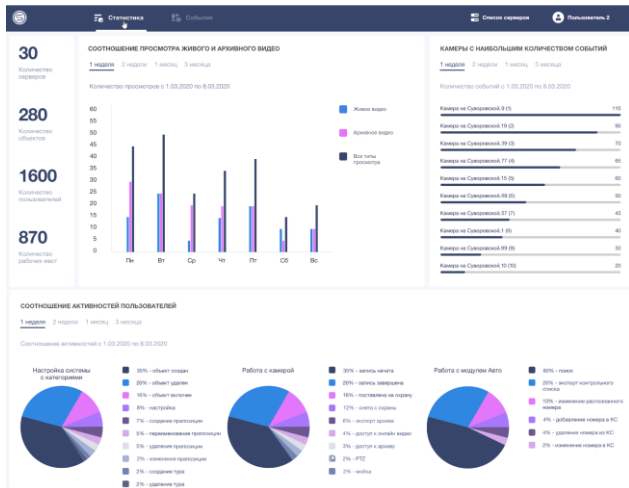 Статистика
События
Список серверов
Пользователь 2
30
Количество
серверов
280
Количество
объектов
1600
Количество
пользователей
870
Количество
рабочих мест
СООТНОШЕНИЕ ПРОСМОТРА ЖИВОГО И АРХИВНОГО ВИДЕО
1 неделя 2 недели 1 месяц 3 месяца
Количество просмотров с 1.03.2020 по 8.03.2020
60
55
50
45
40
35
30
25
20
15
10
5
0
Пн Вт Ср Чт Пт Сб Вс
Живое видео
Архивное видео
Все типы
просмотра
КАМЕРЫ С НАИБОЛЬШИМ КОЛИЧЕСТВОМ СОБЫТИЙ
1 неделя 2 недели 1 месяц 3 месяца
Количество событий с 1.03.2020 по 8.03.2020
Камера на Суворовской,9 (1) 110
Камера на Суворовской,19 (2) 90
Камера на Суворовской,39 (3) 70
Камера на Суворовской,77 (4) 65
Камера на Суворовской,15 (5) 60
Камера на Суворовской,59 (6) 50
Камера на Суворовской,57 (7) 43
Камера на Суворовской,1 (8) 40
Камера на Суворовской,99 (9) 30
Камера на Суворовской,10 (10) 20
СООТНОШЕНИЕ АКТИВНОСТЕЙ ПОЛЬЗОВАТЕЛЕЙ
1 неделя 2 недели 1 месяц 3 месяца
Соотношение активностей с 1.03.2020 по 8.03.2020
Настройка системы
с категориями
35% - объект создан
20% - объект удален
16% - объект включен
8% - настройка
7% - создание препозиции
5% - переименование препозиции
5% - удаление препозиции
2% - изменение препозиции
2% - создание тура
2% - удаление тура
Работа с камерой
35% - запись начата
20% - запись завершена
16% - поставлена на охрану
12% - снята с охраны
6% - экспорт архива
4% - доступ к онлайн видео
3% - доступ к архиву
2% - PTZ
2% - мойка
Работа с модулем Авто
60% - поиск
20% - экспорт контрольного
списка
10% - изменение распознанного
номера
4% - добавление номера в КС
4% - удаление номера из КС
2% - изменение номера в КС